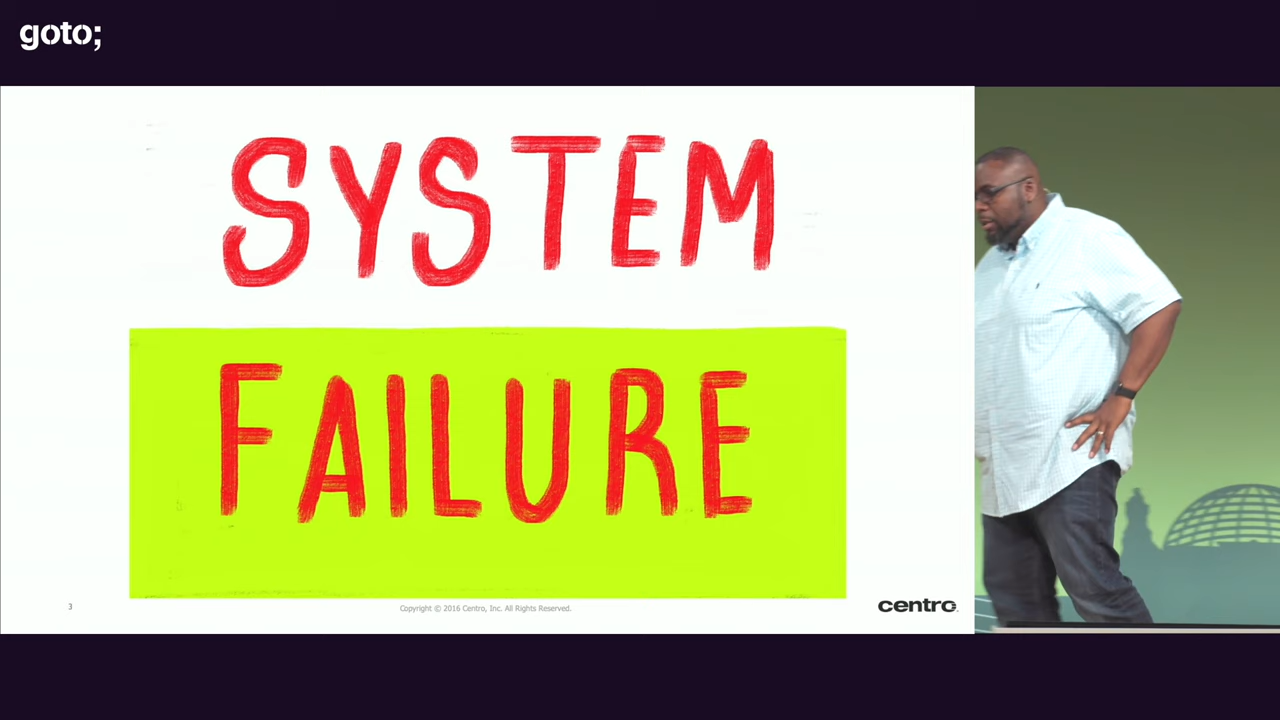 goto;
SYSTEM
FAILURE
3
Copyright © 2016 Centro, Inc. All Rights Reserved.
centro